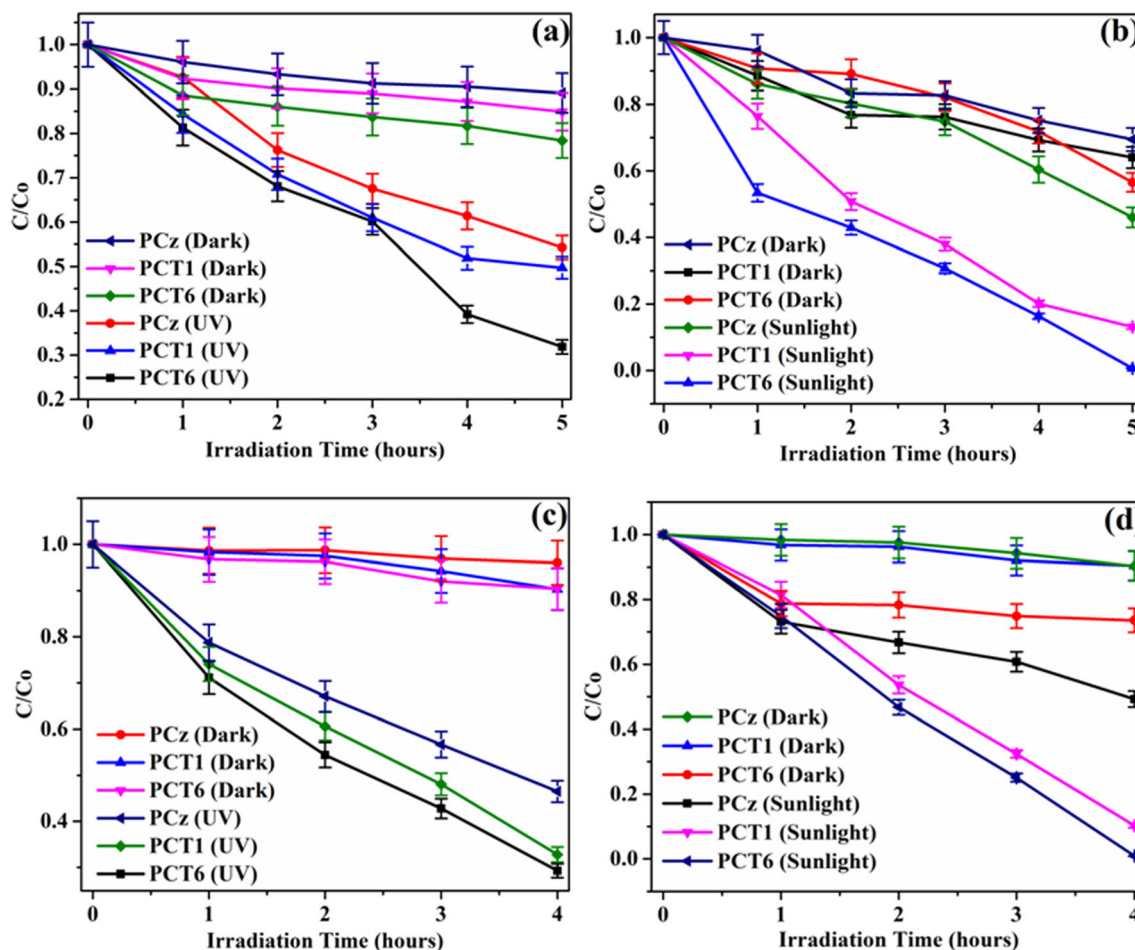 (a)
1.0
0.9
0.8
0.7
0.6
0.5
0.4
0.3
0.2
C/Co
PCz (Dark)
PCT1 (Dark)
PCT6 (Dark)
PCz (UV)
PCT1 (UV)
PCT6 (UV)
0 1 2 3 4 5
Irradiation Time (hours)
(b)
1.0
0.8
0.6
0.4
0.2
0.0
C/Co
PCz (Dark)
PCT1 (Dark)
PCT6 (Dark)
PCz (Sunlight)
PCT1 (Sunlight)
PCT6 (Sunlight)
0 1 2 3 4 5
Irradiation Time (hours)
(c)
1.0
0.8
0.6
0.4
C/Co
PCz (Dark)
PCT1 (Dark)
PCT6 (Dark)
PCz (UV)
PCT1 (UV)
PCT6 (UV)
0 1 2 3 4
Irradiation Time (hours)
(d)
1.0
0.8
0.6
0.4
0.2
0.0
C/Co
PCz (Dark)
PCT1 (Dark)
PCT6 (Dark)
PCz (Sunlight)
PCT1 (Sunlight)
PCT6 (Sunlight)
0 1 2 3 4
Irradiation Time (hours)